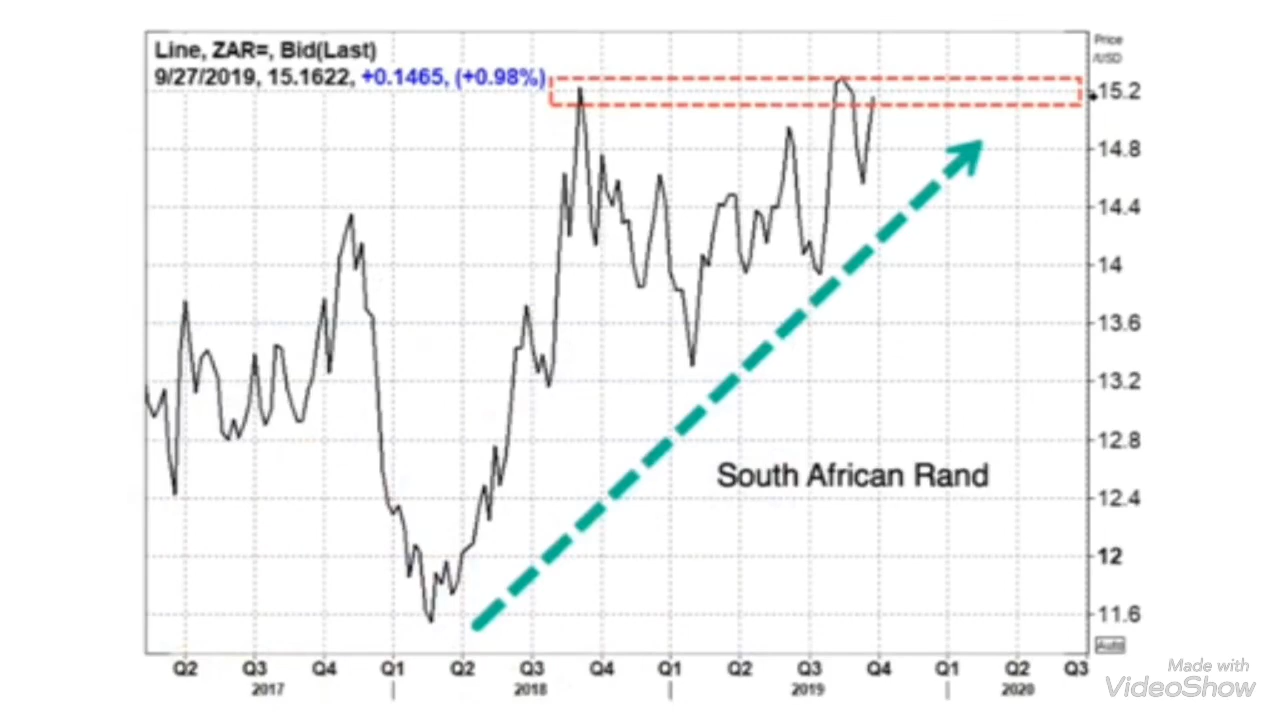 Line, ZAR=, Bid(Last)
9/27/2019, 15.1622, +0.1465, (+0.98%)
Price
/USD
15.2
14.8
14.4
14
13.6
13.2
12.8
12.4
12
11.6
Auto
South African Rand
Q2 Q3 Q4 Q1 Q2 Q3 Q4 Q1 Q2 Q3 Q4 Q1 Q2 Q3
2017 | 2018 | 2019 | 2020
Made with
VideoShow